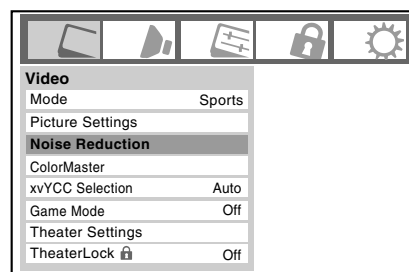 Video
Mode Sports
Picture Settings
Noise Reduction
ColorMaster
xvYCC Selection Auto
Game Mode Off
Theater Settings
TheaterLock Off